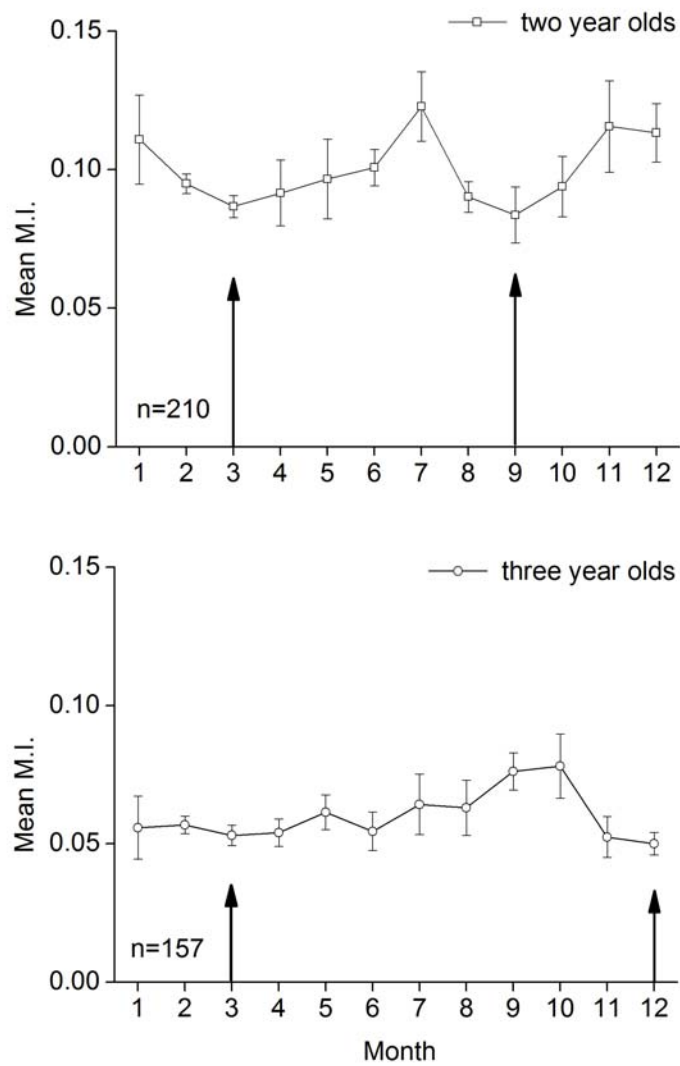 two year olds
0.15
0.10
0.05
0.00
Mean M.I.
n=210
1 2 3 4 5 6 7 8 9 10 11 12
three year olds
0.15
0.10
0.05
0.00
Mean M.I.
n=157
1 2 3 4 5 6 7 8 9 10 11 12
Month